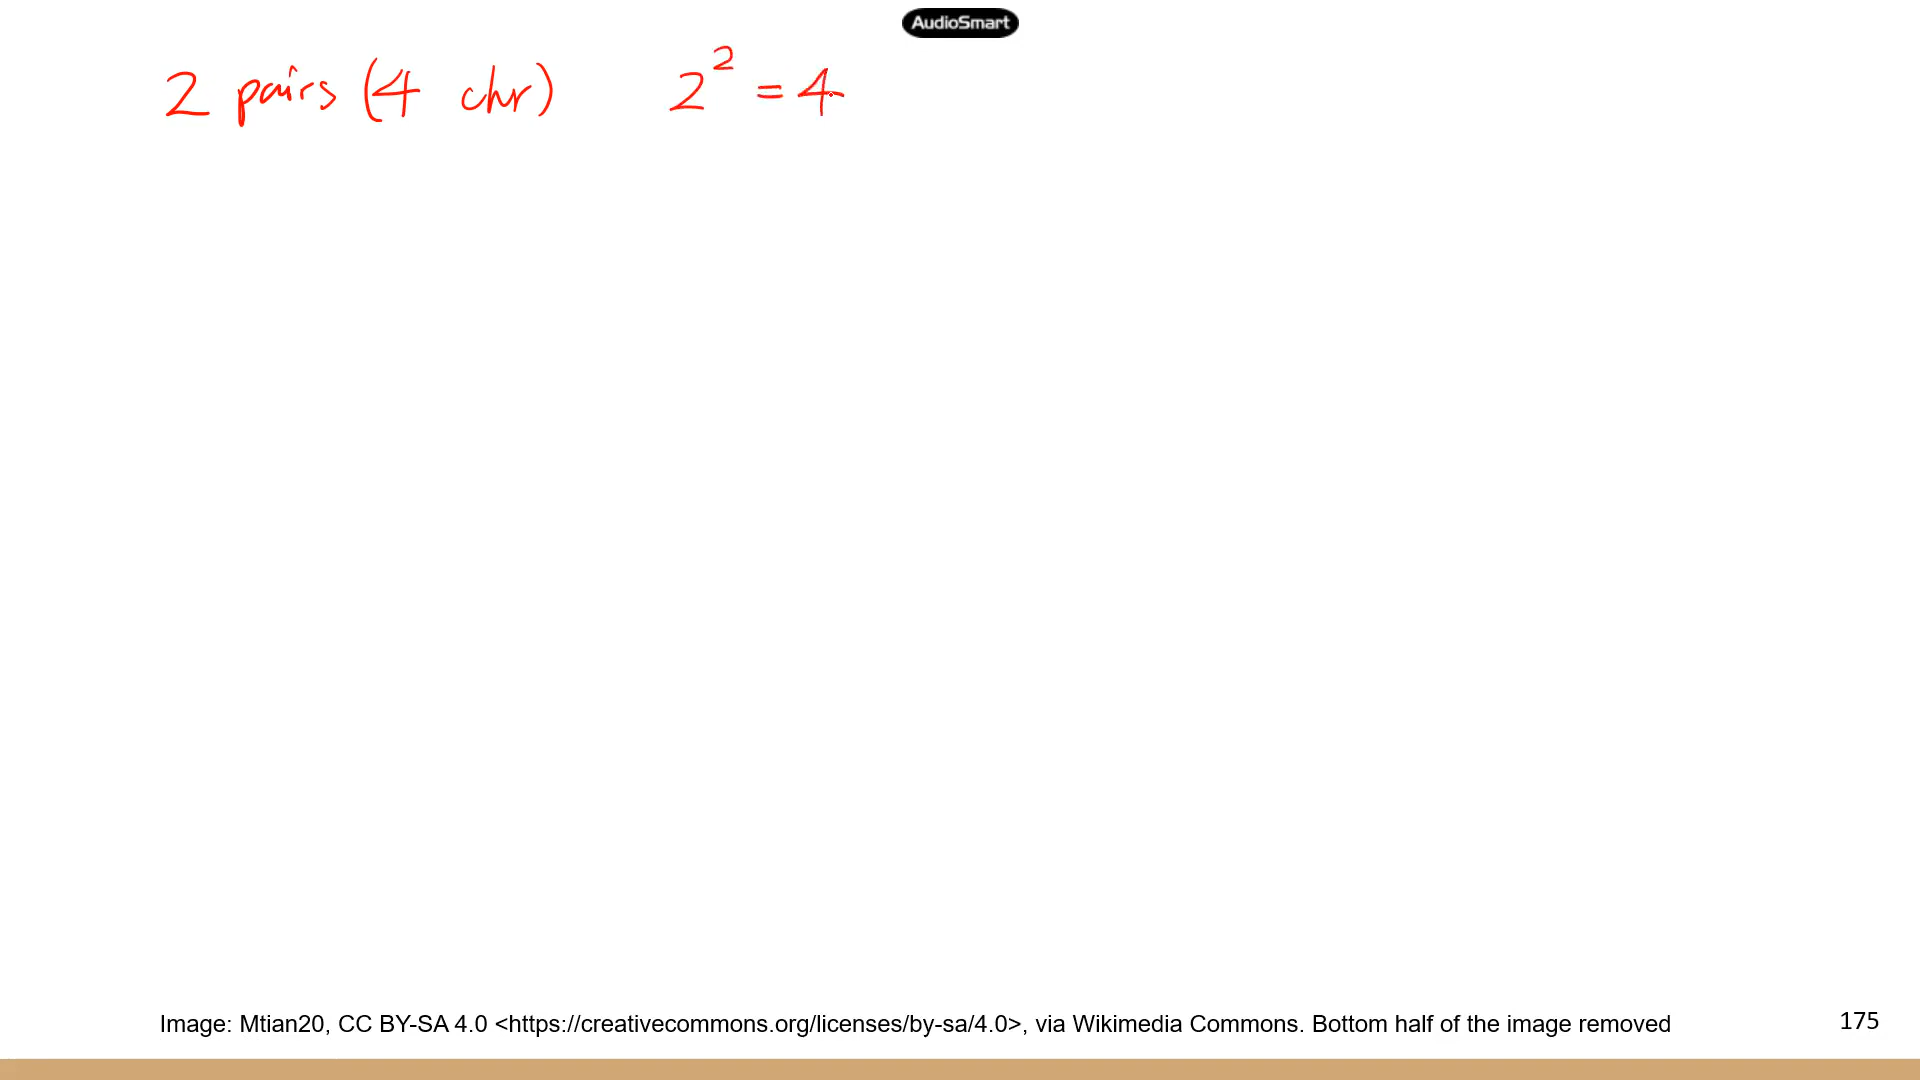 AudioSmart
2 pairs (4 chr) 2² = 4
Image: Mtian20, CC BY-SA 4.0 <https://creativecommons.org/licenses/by-sa/4.0>, via Wikimedia Commons. Bottom half of the image removed
175